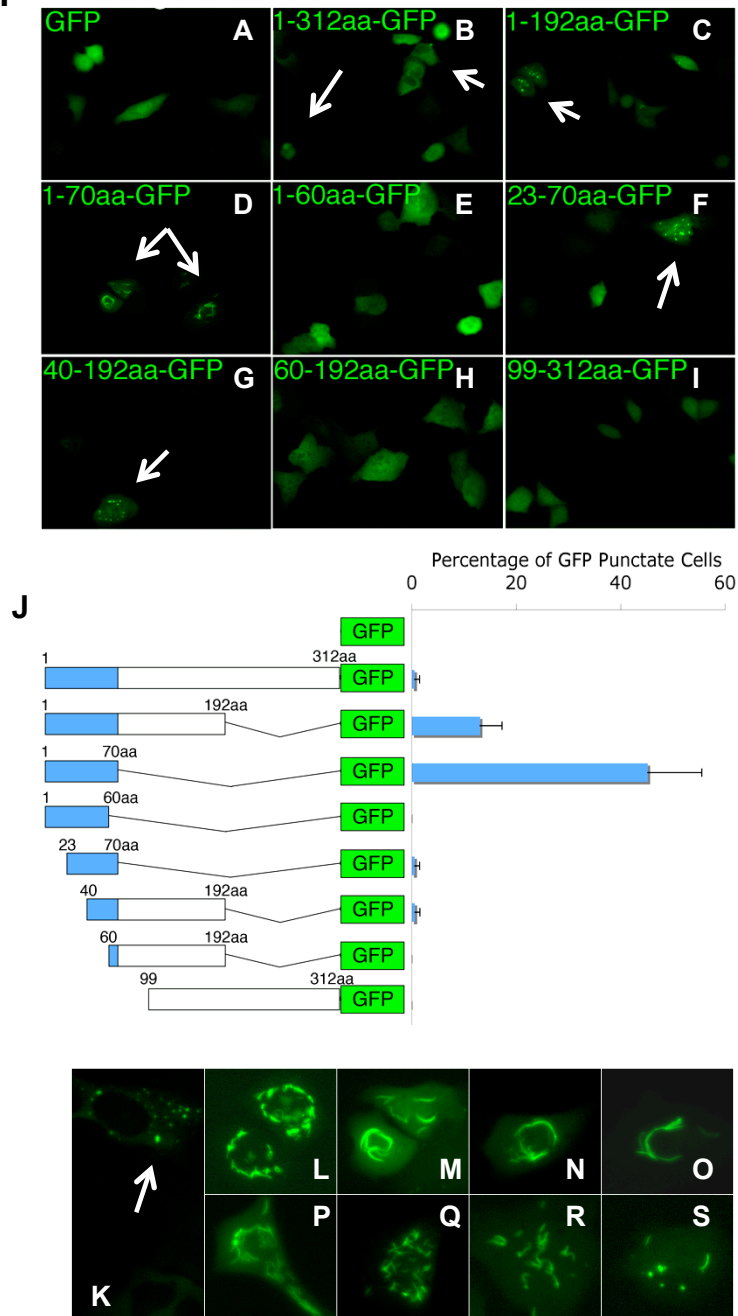 GFP A
1-312aa-GFP B
1-192aa-GFP C
1-70aa-GFP D
1-60aa-GFP E
23-70aa-GFP F
40-192aa-GFP G
60-192aa-GFP H
99-312aa-GFP I
J
Percentage of GFP Punctate Cells
0 20 40 60
GFP
1 312aa
GFP
1 192aa
GFP
1 70aa
GFP
1 60aa
GFP
23 70aa
GFP
40 192aa
GFP
60 192aa
GFP
99 312aa
GFP
L M N O
P Q R S
K